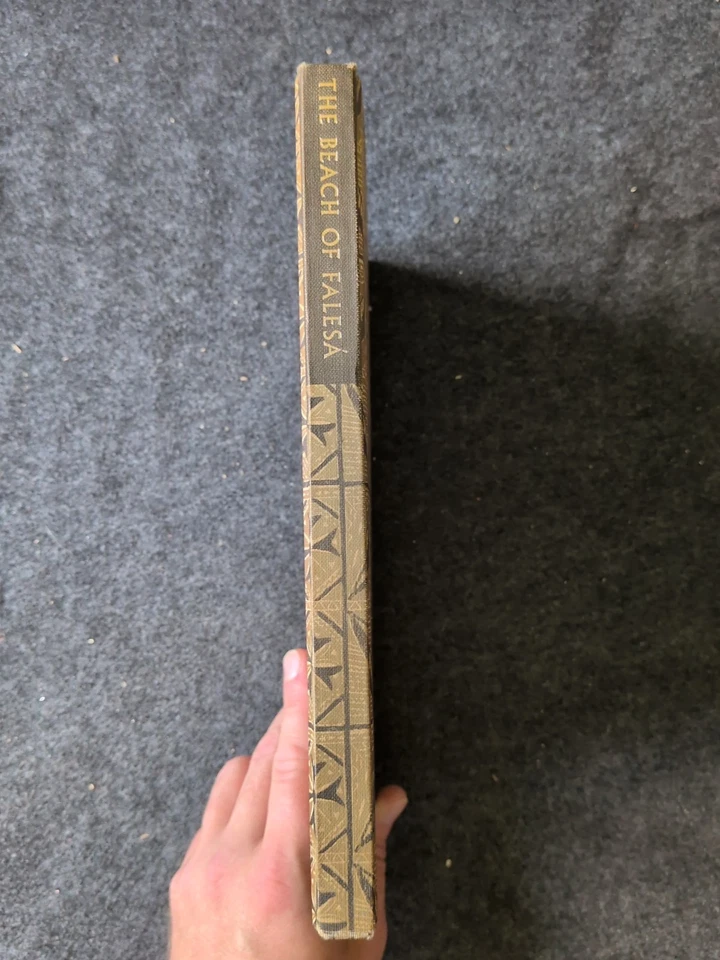 THE BEACH OF FALESÁ